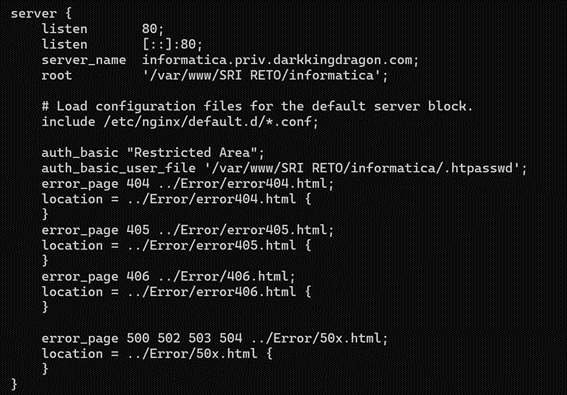 server {
    listen       80;
    listen       [::]:80;
    server_name  informatica.priv.darkkingdragon.com;
    root         '/var/www/SRI RETO/informatica';

    # Load configuration files for the default server block.
    include /etc/nginx/default.d/*.conf;

    auth_basic "Restricted Area";
    auth_basic_user_file '/var/www/SRI RETO/informatica/.htpasswd';
    error_page 404 ../Error/error404.html;
    location = ../Error/error404.html {
    }
    error_page 405 ../Error/error405.html;
    location = ../Error/error405.html {
    }
    error_page 406 ../Error/406.html;
    location = ../Error/error406.html {
    }

    error_page 500 502 503 504 ../Error/50x.html;
    location = ../Error/50x.html {
    }
}